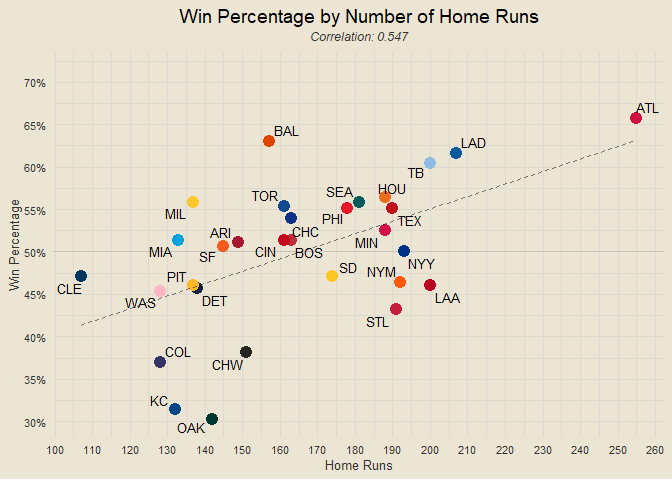 Win Percentage by Number of Home Runs
Correlation: 0.547
70%
65%
60%
55%
50%
45%
40%
35%
30%
Win Percentage
ATL
BAL
LAD
TB
HOU
SEA
TOR
MIL
PHI
TEX
CHC
ARI
MIN
MIA
SF
CIN
BOS
NYY
SD
NYM
PIT
CLE
WAS
DET
LAA
STL
COL
CHW
KC
OAK
100 110 120 130 140 150 160 170 180 190 200 210 220 230 240 250 260
Home Runs